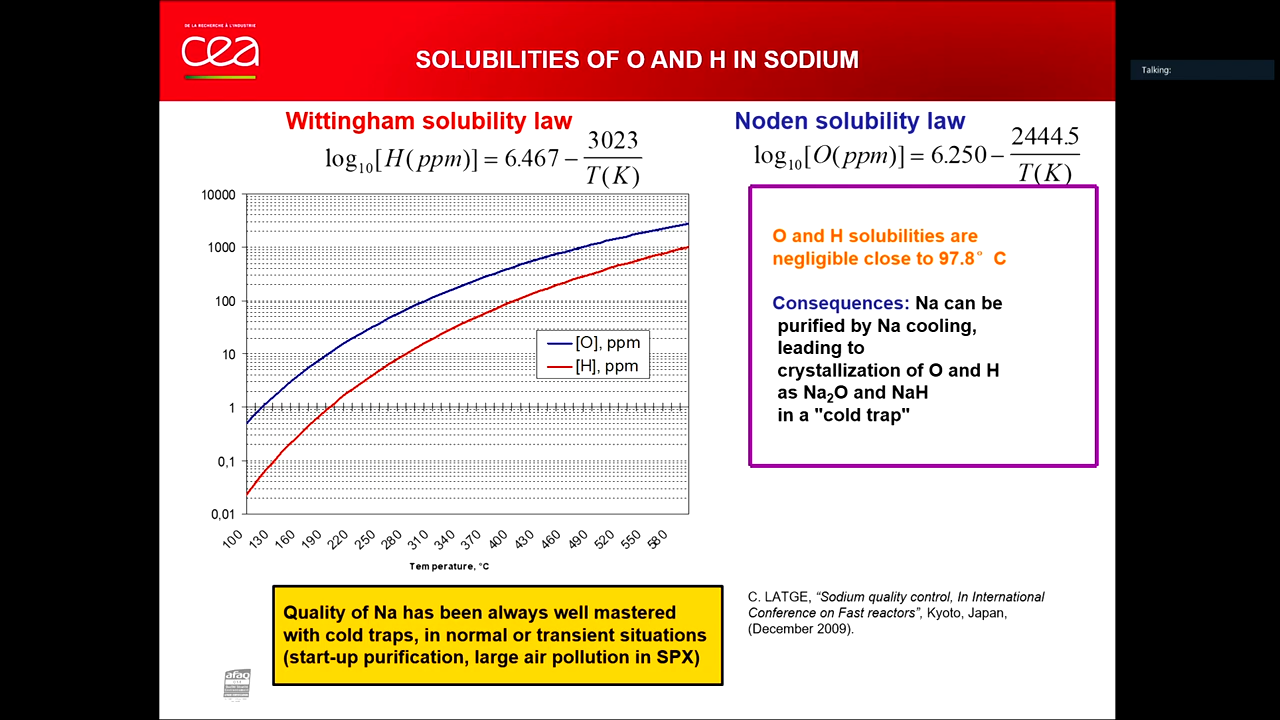 DE LA RECHERCHE À L'INDUSTRIE
cea
SOLUBILITIES OF O AND H IN SODIUM
Talking:
Wittingham solubility law
log10[H(ppm)] = 6.467 − 3023 / T(K)
Noden solubility law
log10[O(ppm)] = 6.250 − 2444.5 / T(K)
10000
1000
100
10
1
0,1
0,01
[O], ppm
[H], ppm
100 130 160 190 220 250 280 310 340 370 400 430 460 490 520 550 580
Tem perature, °C
O and H solubilities are
negligible close to 97.8° C
Consequences: Na can be
purified by Na cooling,
leading to
crystallization of O and H
as Na2O and NaH
in a "cold trap"
Quality of Na has been always well mastered
with cold traps, in normal or transient situations
(start-up purification, large air pollution in SPX)
C. LATGE, “Sodium quality control, In International
Conference on Fast reactors”, Kyoto, Japan,
(December 2009).
afaq